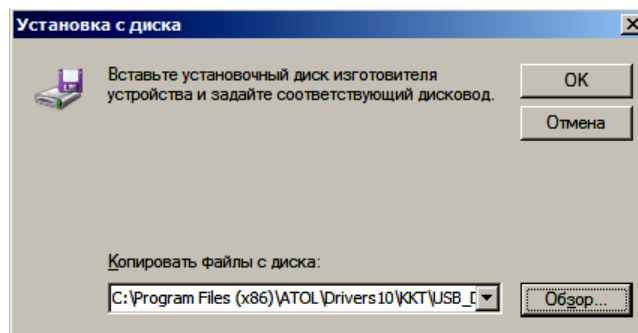 Установка с диска
Вставьте установочный диск изготовителя
устройства и задайте соответствующий дисковод.
OK
Отмена
Копировать файлы с диска:
C:\Program Files (x86)\ATOL\Drivers10\KKT\USB_
Обзор...